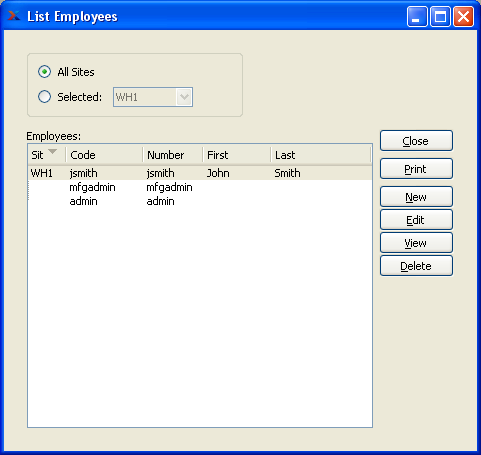 List Employees
All Sites
Selected: WH1
Employees:
Sit Code Number First Last
WH1 jsmith jsmith John Smith
mfgadmin mfgadmin
admin admin
Close
Print
New
Edit
View
Delete